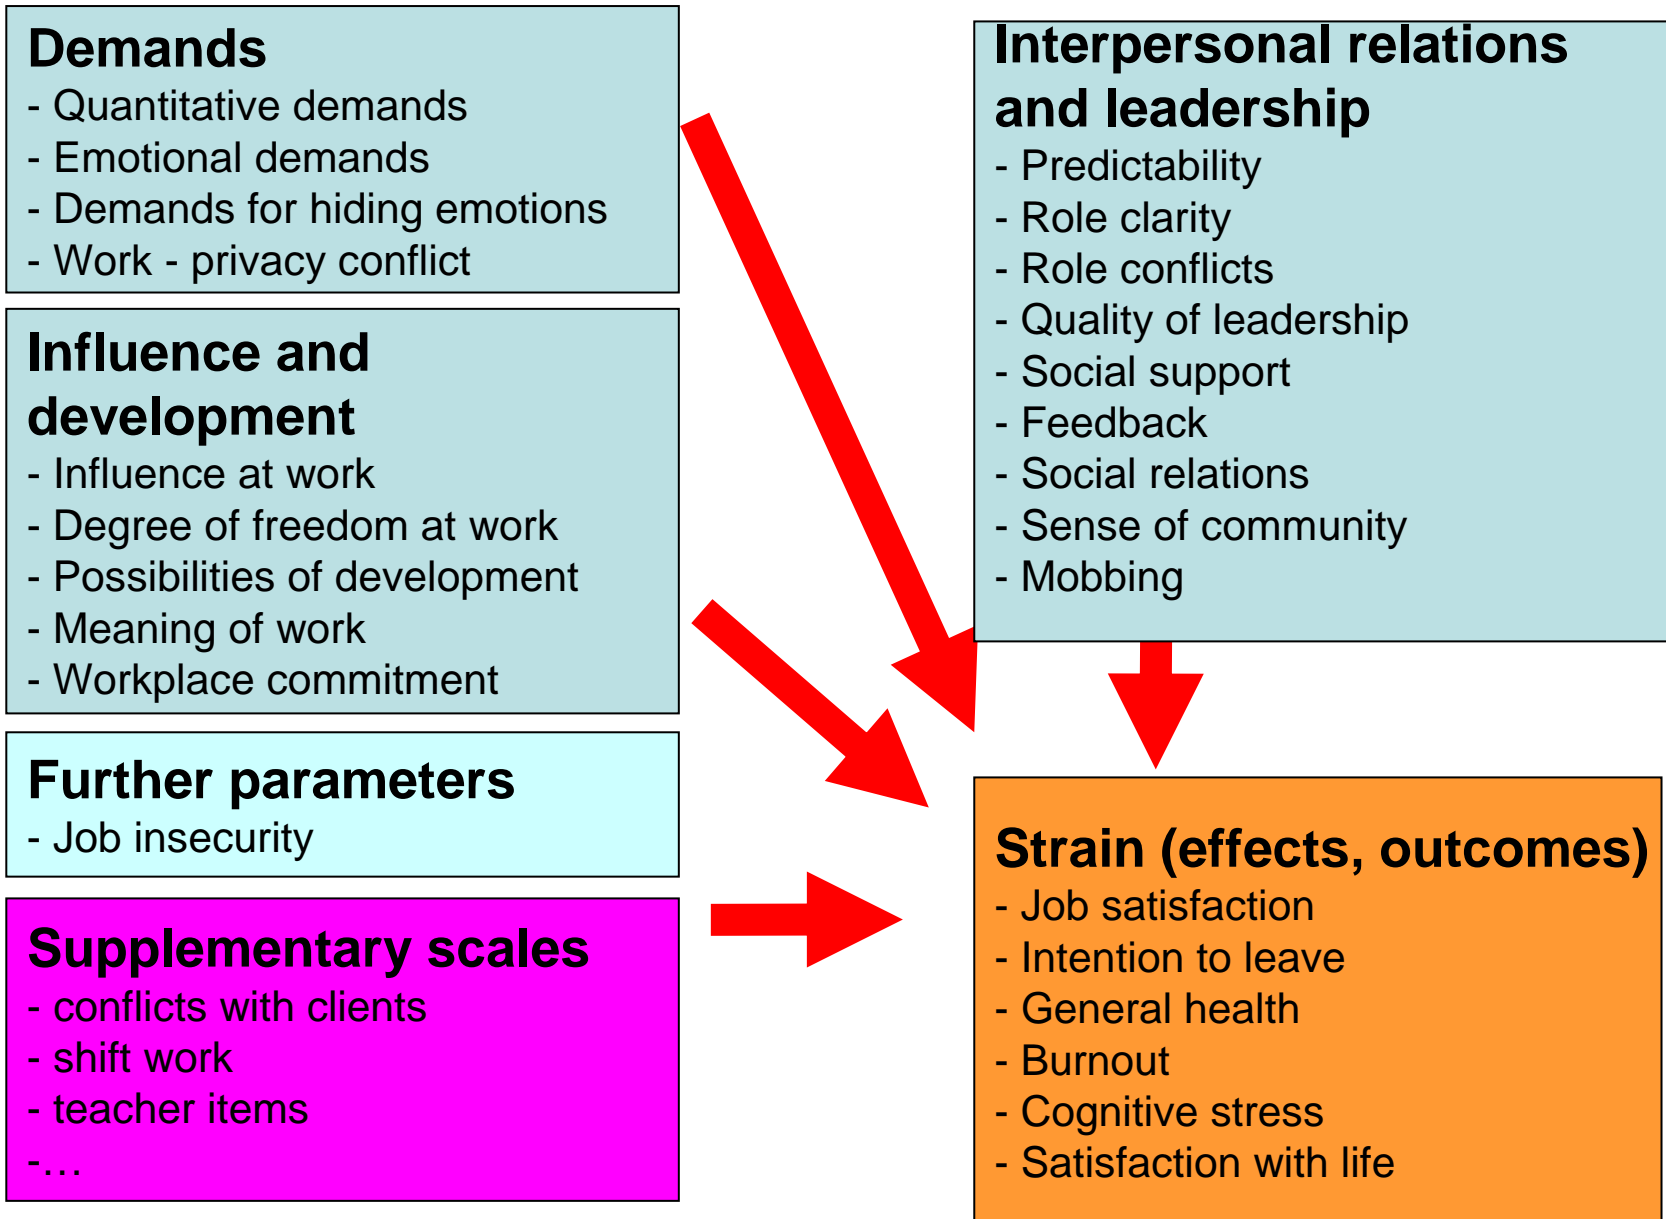 Demands
- Quantitative demands
- Emotional demands
- Demands for hiding emotions
- Work - privacy conflict
Influence and
development
- Influence at work
- Degree of freedom at work
- Possibilities of development
- Meaning of work
- Workplace commitment
Further parameters
- Job insecurity
Supplementary scales
- conflicts with clients
- shift work
- teacher items
-…
Interpersonal relations
and leadership
- Predictability
- Role clarity
- Role conflicts
- Quality of leadership
- Social support
- Feedback
- Social relations
- Sense of community
- Mobbing
Strain (effects, outcomes)
- Job satisfaction
- Intention to leave
- General health
- Burnout
- Cognitive stress
- Satisfaction with life